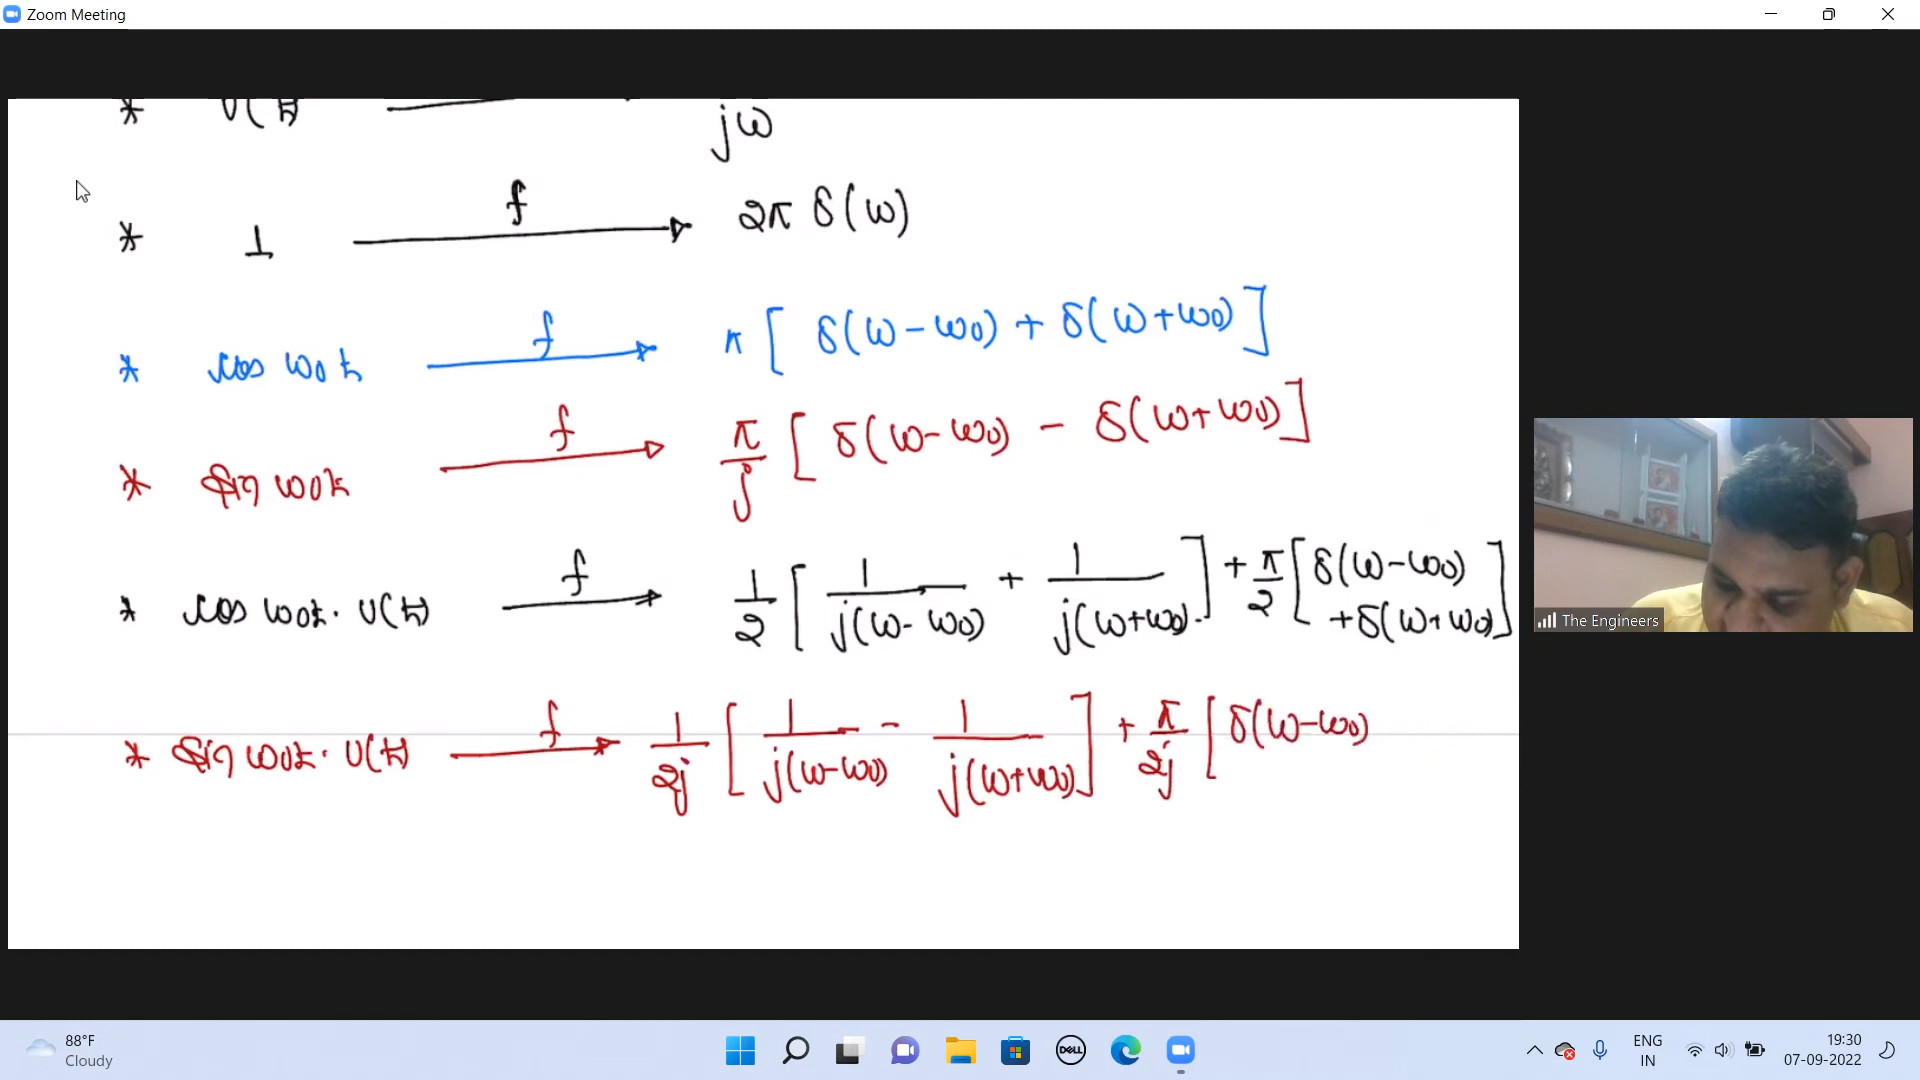 Zoom Meeting
* U(t) jω
* 1 f 2π δ(ω)
* cos ω0t f π [ δ(ω-ω0) + δ(ω+ω0) ]
* sin ω0t f π/j [ δ(ω-ω0) - δ(ω+ω0) ]
* cos ω0t · U(t) f 1/2 [ 1/j(ω-ω0) + 1/j(ω+ω0) ] + π/2 [ δ(ω-ω0) + δ(ω+ω0) ]
* sin ω0t · U(t) f 1/2j [ 1/j(ω-ω0) - 1/j(ω+ω0) ] + π/2j [ δ(ω-ω0)
The Engineers
88°F
Cloudy
DELL
ENG
IN
19:30
07-09-2022